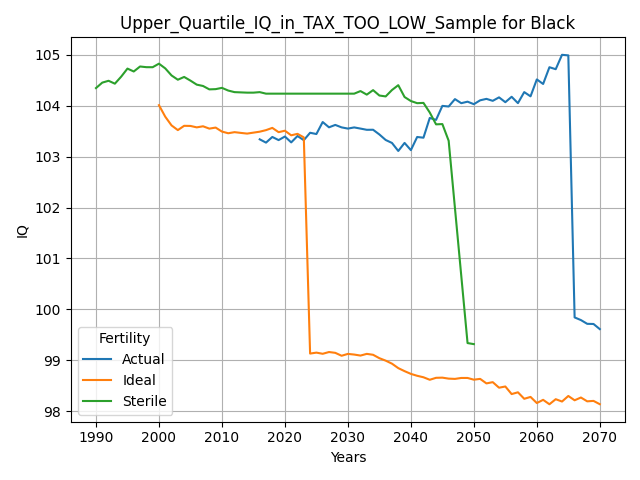 Upper_Quartile_IQ_in_TAX_TOO_LOW_Sample for Black
105
104
103
102
101
100
99
98
IQ
Fertility
Actual
Ideal
Sterile
1990 2000 2010 2020 2030 2040 2050 2060 2070
Years